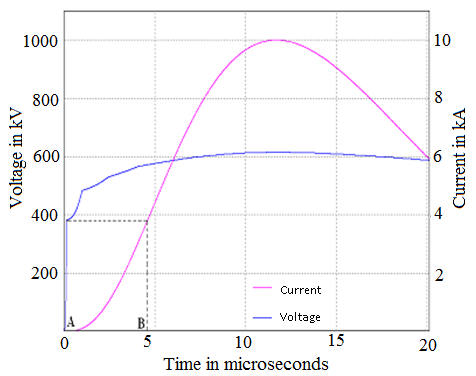 1000
800
600
400
200
Voltage in kV
10
8
6
4
2
Current in kA
A
B
Current
Voltage
0
5
10
15
20
Time in microseconds